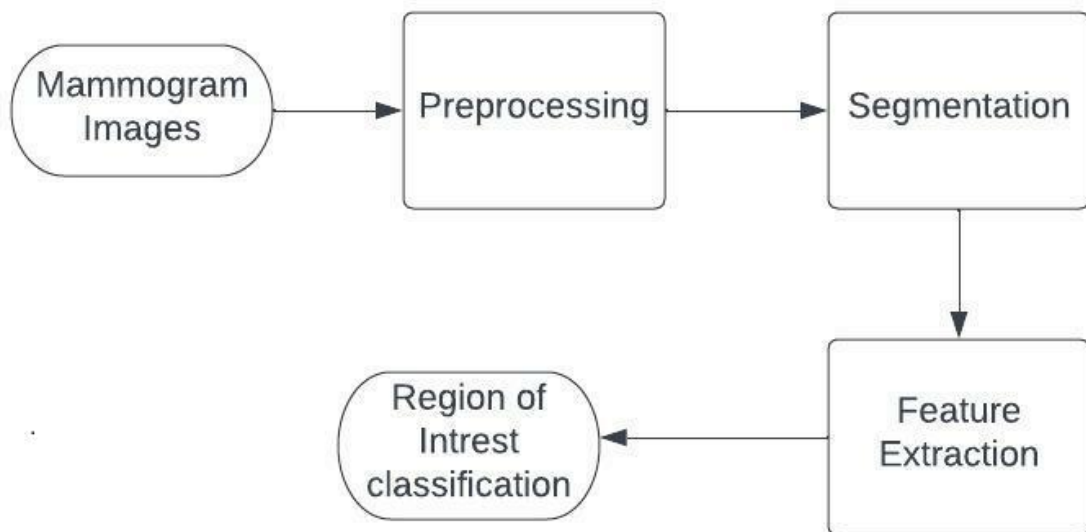 Mammogram
Images
Preprocessing
Segmentation
Feature
Extraction
Region of
Intrest
classification